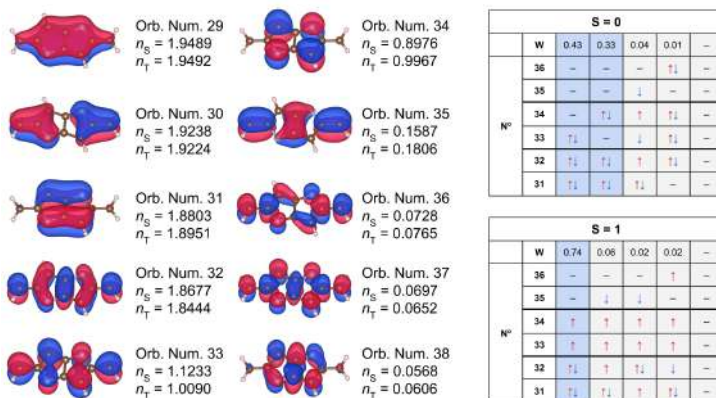 Orb. Num. 29
n_S = 1.9489
n_T = 1.9492
Orb. Num. 30
n_S = 1.9238
n_T = 1.9224
Orb. Num. 31
n_S = 1.8803
n_T = 1.8951
Orb. Num. 32
n_S = 1.8677
n_T = 1.8444
Orb. Num. 33
n_S = 1.1233
n_T = 1.0090
Orb. Num. 34
n_S = 0.8976
n_T = 0.9967
Orb. Num. 35
n_S = 0.1587
n_T = 0.1806
Orb. Num. 36
n_S = 0.0728
n_T = 0.0765
Orb. Num. 37
n_S = 0.0697
n_T = 0.0652
Orb. Num. 38
n_S = 0.0568
n_T = 0.0606
S = 0
W 0.43 0.33 0.04 0.01 –
36 – – – ↑↓ –
35 – – ↓ – –
34 – ↑↓ ↑ ↑↓ –
Nº 33 ↑↓ – ↓ ↑↓ –
32 ↑↓ ↑↓ ↑ ↑↓ –
31 ↑↓ ↑↓ ↑↓ – –
S = 1
W 0.74 0.06 0.02 0.02 –
36 – – – ↑ –
35 – ↓ ↓ – –
34 ↑ ↑ ↑ ↑ –
Nº 33 ↑ ↑ ↑ ↑ –
32 ↑↓ ↑ ↑↓ ↓ –
31 ↑↓ ↑↓ ↑ ↑↓ –